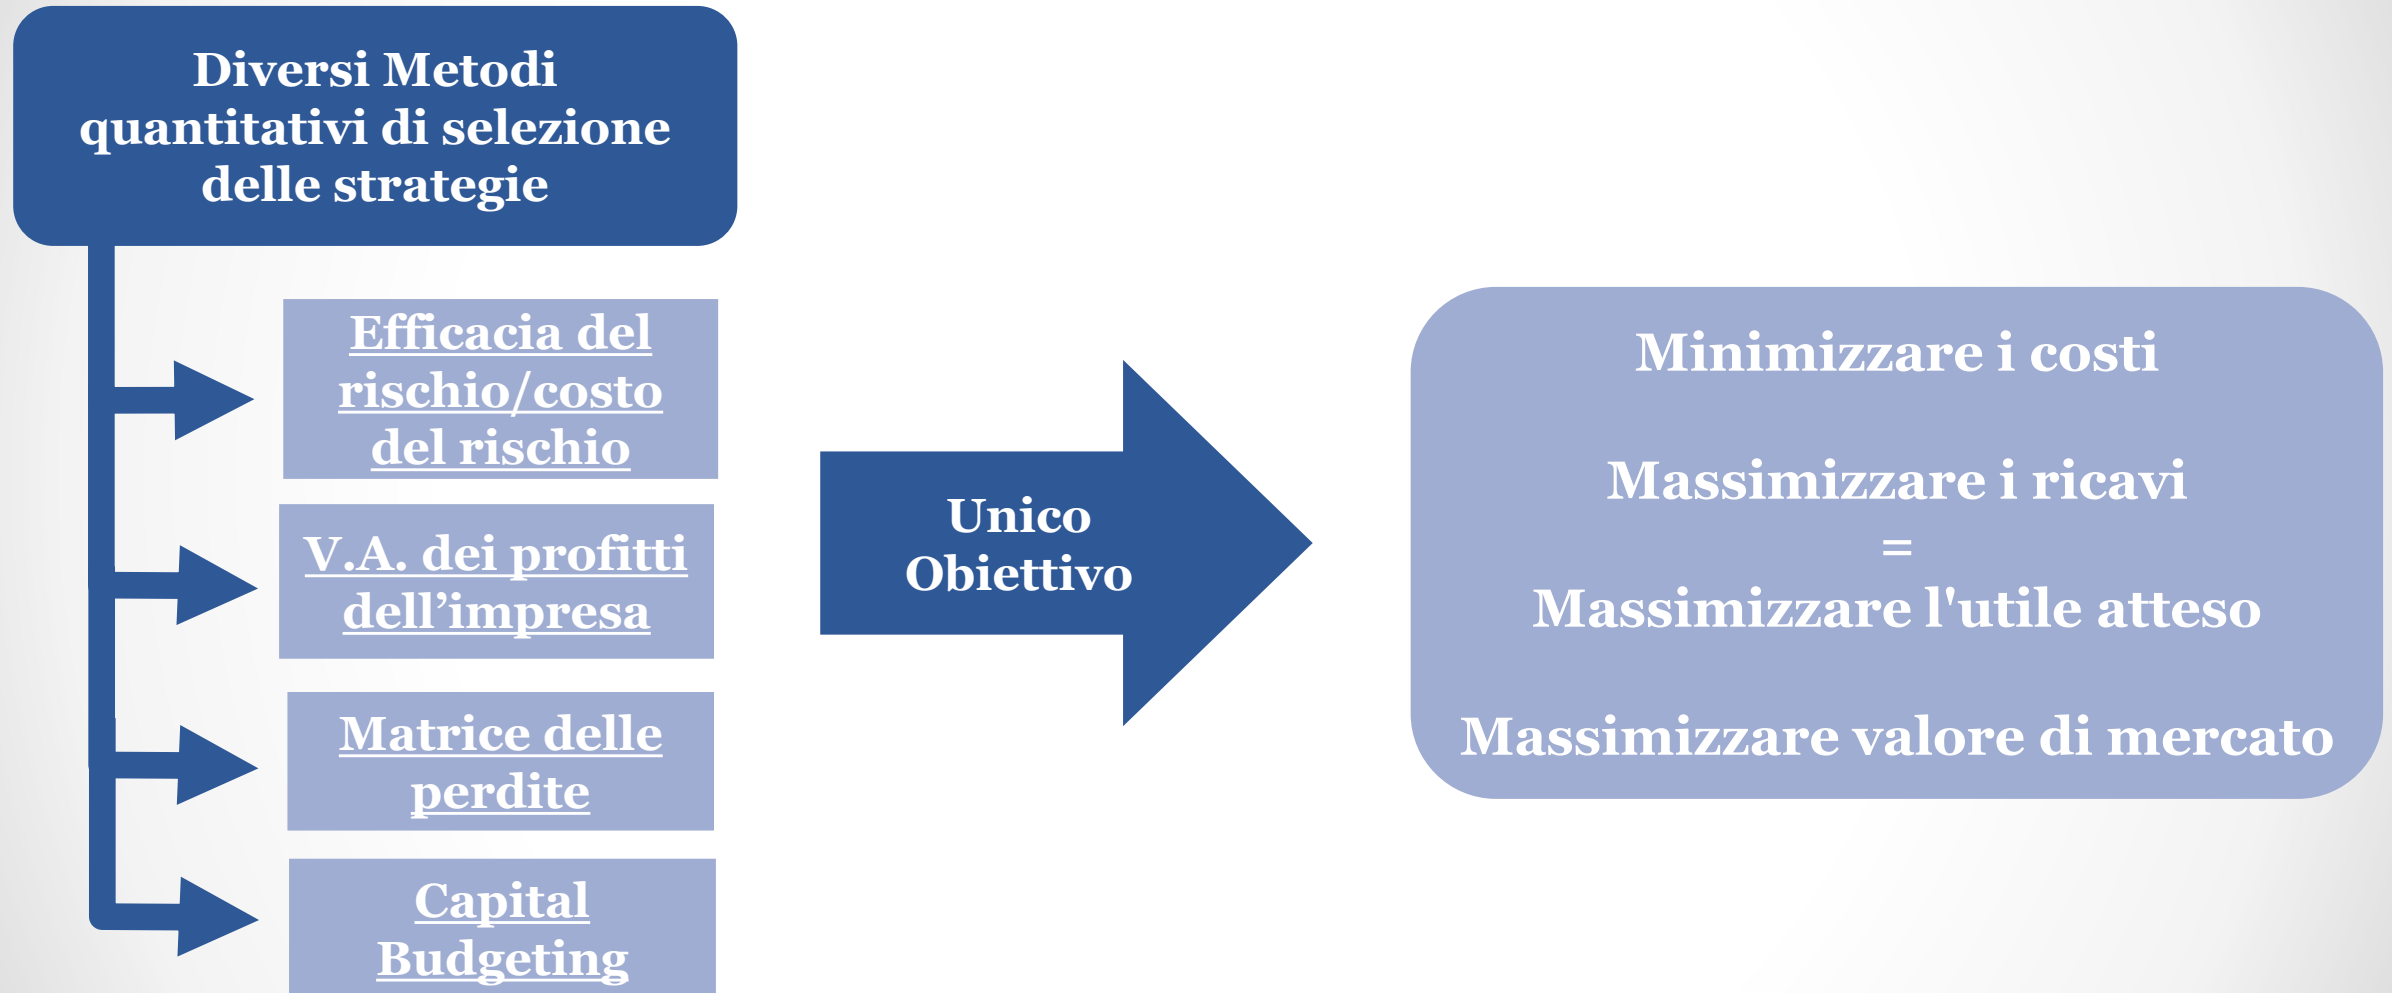 Diversi Metodi
quantitativi di selezione
delle strategie
Efficacia del
rischio/costo
del rischio
V.A. dei profitti
dell’impresa
Matrice delle
perdite
Capital
Budgeting
Unico
Obiettivo
Minimizzare i costi
Massimizzare i ricavi
=
Massimizzare l'utile atteso
Massimizzare valore di mercato